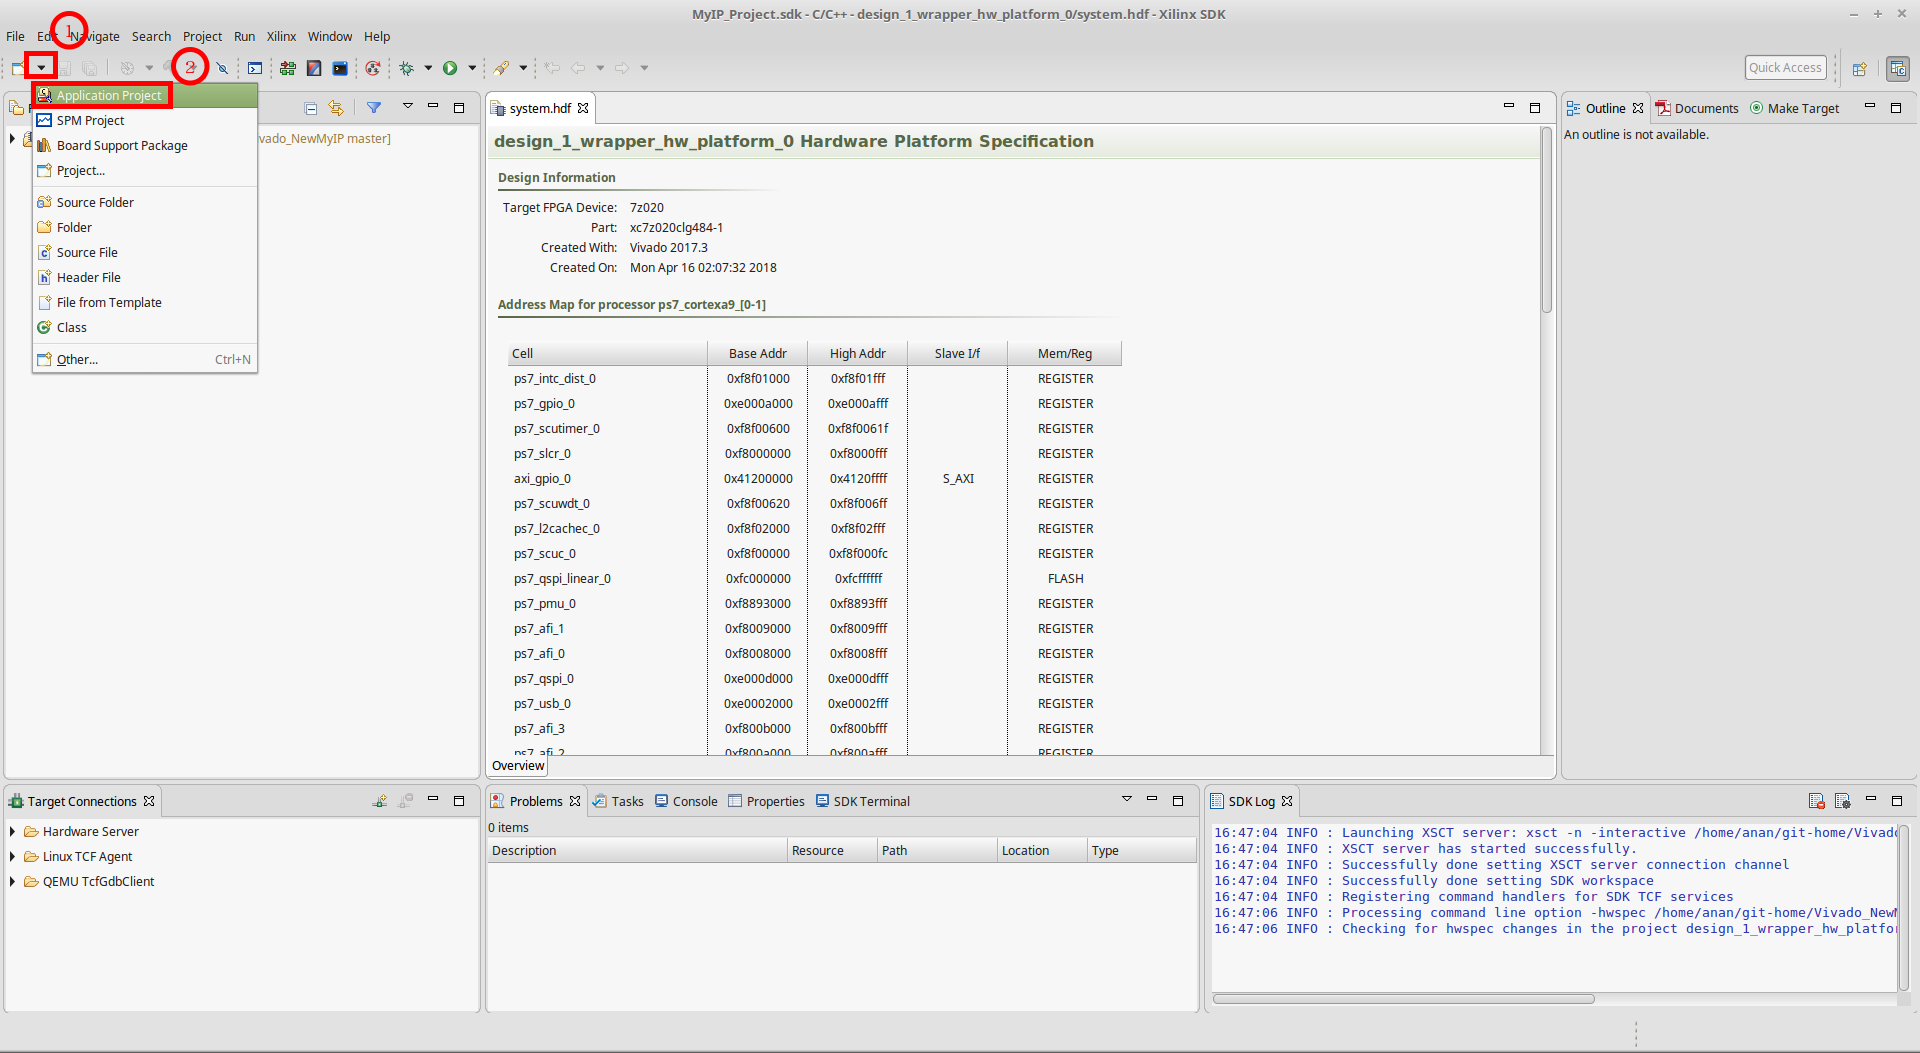 MyIP_Project.sdk - C/C++ - design_1_wrapper_hw_platform_0/system.hdf - Xilinx SDK
File Navigate Search Project Run Xilinx Window Help
1
2
Quick Access
Application Project
SPM Project
Board Support Package
Project...
Source Folder
Folder
Source File
Header File
File from Template
Class
Other... Ctrl+N
vado_NewMyIP master]
system.hdf
design_1_wrapper_hw_platform_0 Hardware Platform Specification
Design Information
Target FPGA Device: 7z020
Part: xc7z020clg484-1
Created With: Vivado 2017.3
Created On: Mon Apr 16 02:07:32 2018
Address Map for processor ps7_cortexa9_[0-1]
Cell Base Addr High Addr Slave I/f Mem/Reg
ps7_intc_dist_0 0xf8f01000 0xf8f01fff REGISTER
ps7_gpio_0 0xe000a000 0xe000afff REGISTER
ps7_scutimer_0 0xf8f00600 0xf8f0061f REGISTER
ps7_slcr_0 0xf8000000 0xf8000fff REGISTER
axi_gpio_0 0x41200000 0x4120ffff S_AXI REGISTER
ps7_scuwdt_0 0xf8f00620 0xf8f006ff REGISTER
ps7_l2cachec_0 0xf8f02000 0xf8f02fff REGISTER
ps7_scuc_0 0xf8f00000 0xf8f000fc REGISTER
ps7_qspi_linear_0 0xfc000000 0xfcffffff FLASH
ps7_pmu_0 0xf8893000 0xf8893fff REGISTER
ps7_afi_1 0xf8009000 0xf8009fff REGISTER
ps7_afi_0 0xf8008000 0xf8008fff REGISTER
ps7_qspi_0 0xe000d000 0xe000dfff REGISTER
ps7_usb_0 0xe0002000 0xe0002fff REGISTER
ps7_afi_3 0xf800b000 0xf800bfff REGISTER
ps7_afi_2 0xf800a000 0xf800afff REGISTER
Overview
Outline Documents Make Target
An outline is not available.
Target Connections
Hardware Server
Linux TCF Agent
QEMU TcfGdbClient
Problems Tasks Console Properties SDK Terminal
0 items
Description Resource Path Location Type
SDK Log
16:47:04 INFO : Launching XSCT server: xsct -n -interactive /home/anan/git-home/Vivado
16:47:04 INFO : XSCT server has started successfully.
16:47:04 INFO : Successfully done setting XSCT server connection channel
16:47:04 INFO : Successfully done setting SDK workspace
16:47:04 INFO : Registering command handlers for SDK TCF services
16:47:06 INFO : Processing command line option -hwspec /home/anan/git-home/Vivado_New
16:47:06 INFO : Checking for hwspec changes in the project design_1_wrapper_hw_platfor